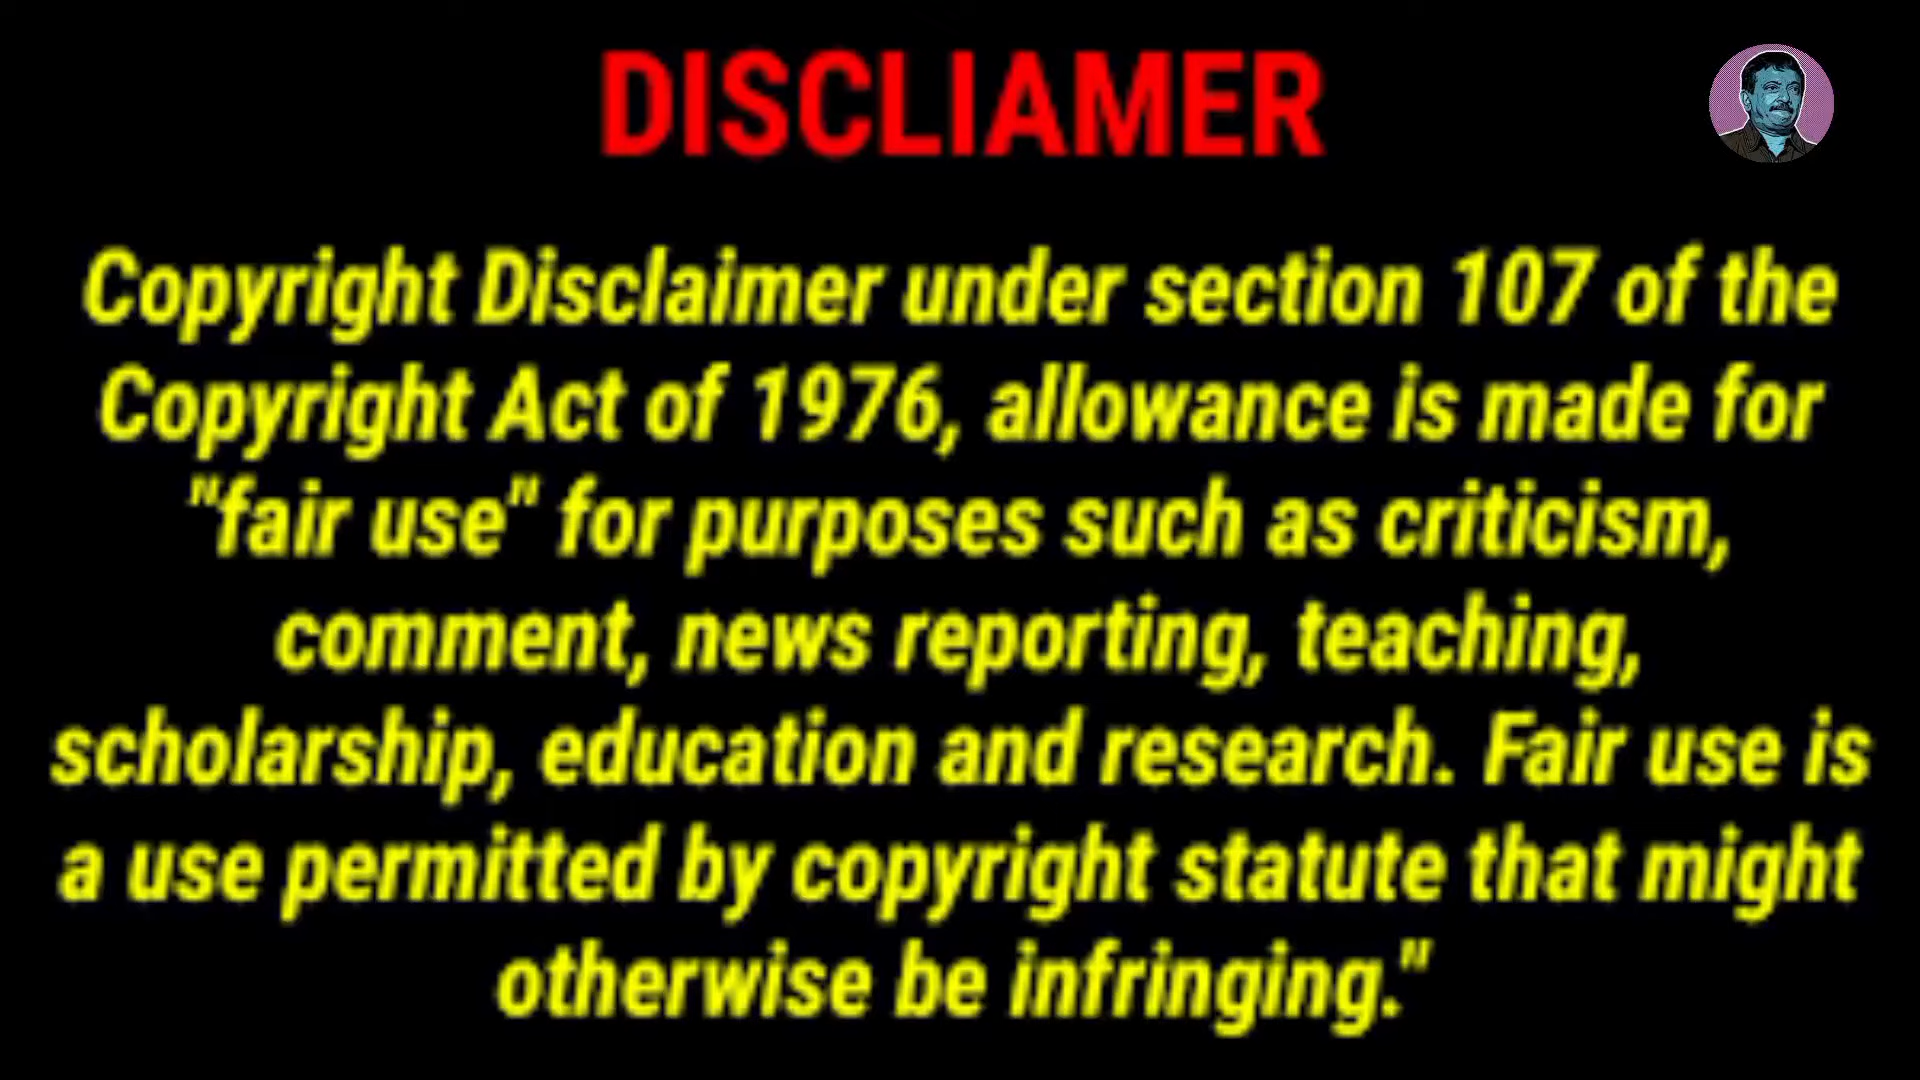 DISCLIAMER
Copyright Disclaimer under section 107 of the
Copyright Act of 1976, allowance is made for
"fair use" for purposes such as criticism,
comment, news reporting, teaching,
scholarship, education and research. Fair use is
a use permitted by copyright statute that might
otherwise be infringing."